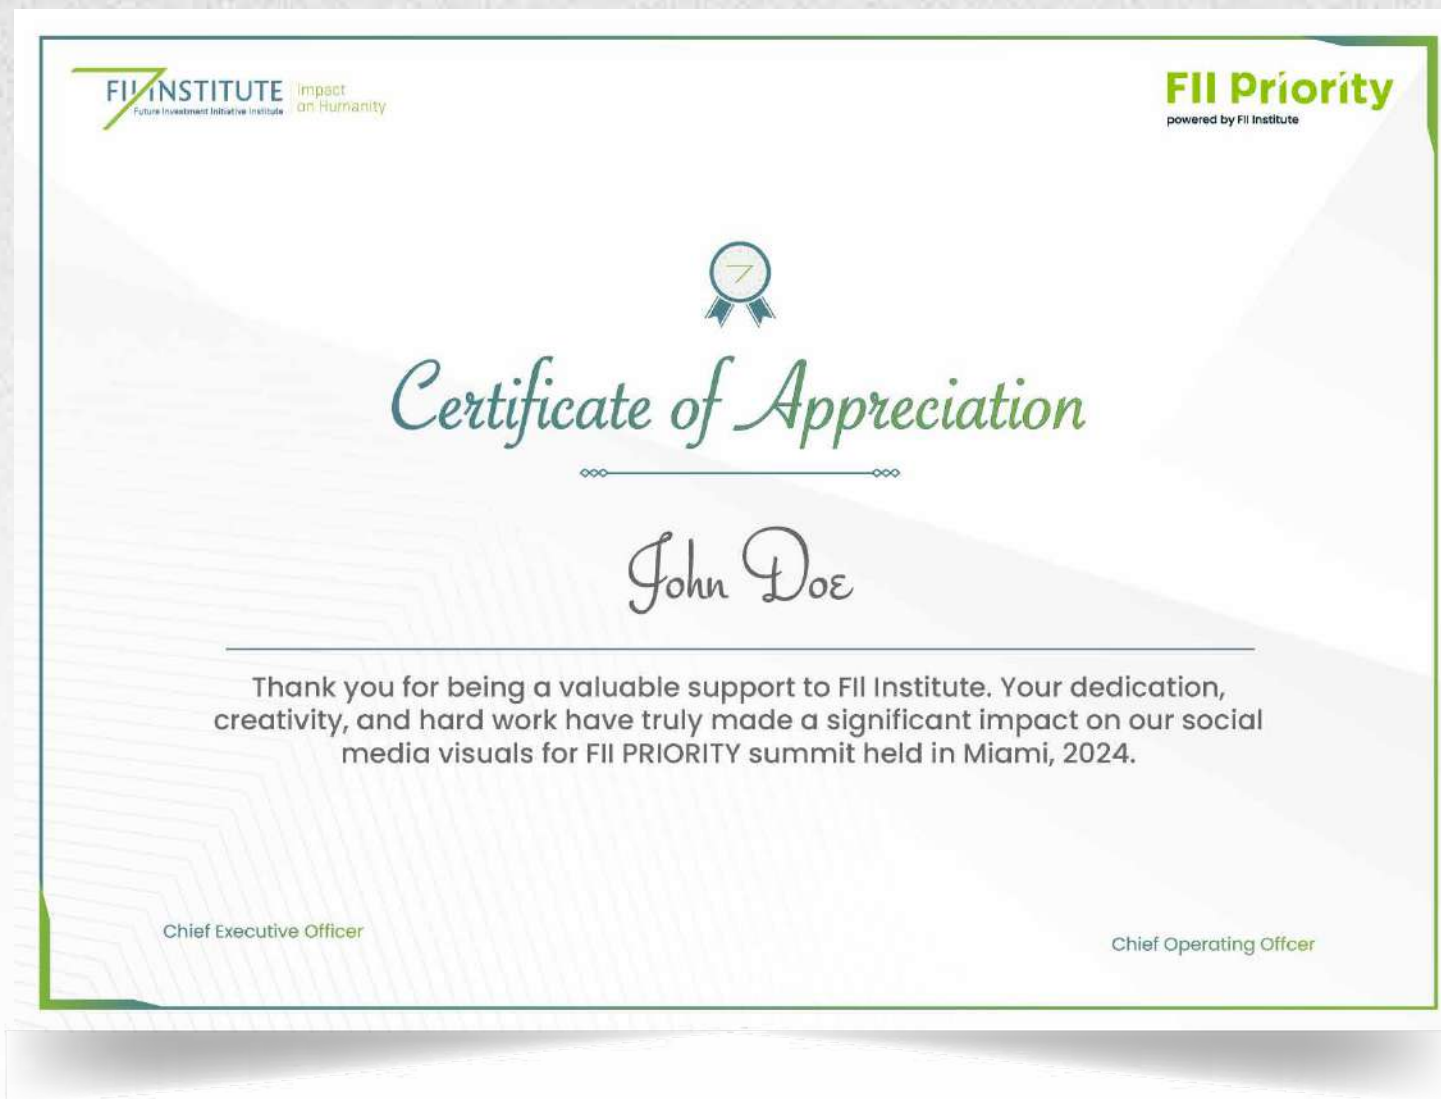 FII INSTITUTE
Future Investment Initiative Institute
Impact
on Humanity
FII Priority
powered by FII Institute
Certificate of Appreciation
John Doe
Thank you for being a valuable support to FII Institute. Your dedication,
creativity, and hard work have truly made a significant impact on our social
media visuals for FII PRIORITY summit held in Miami, 2024.
Chief Executive Officer
Chief Operating Offcer